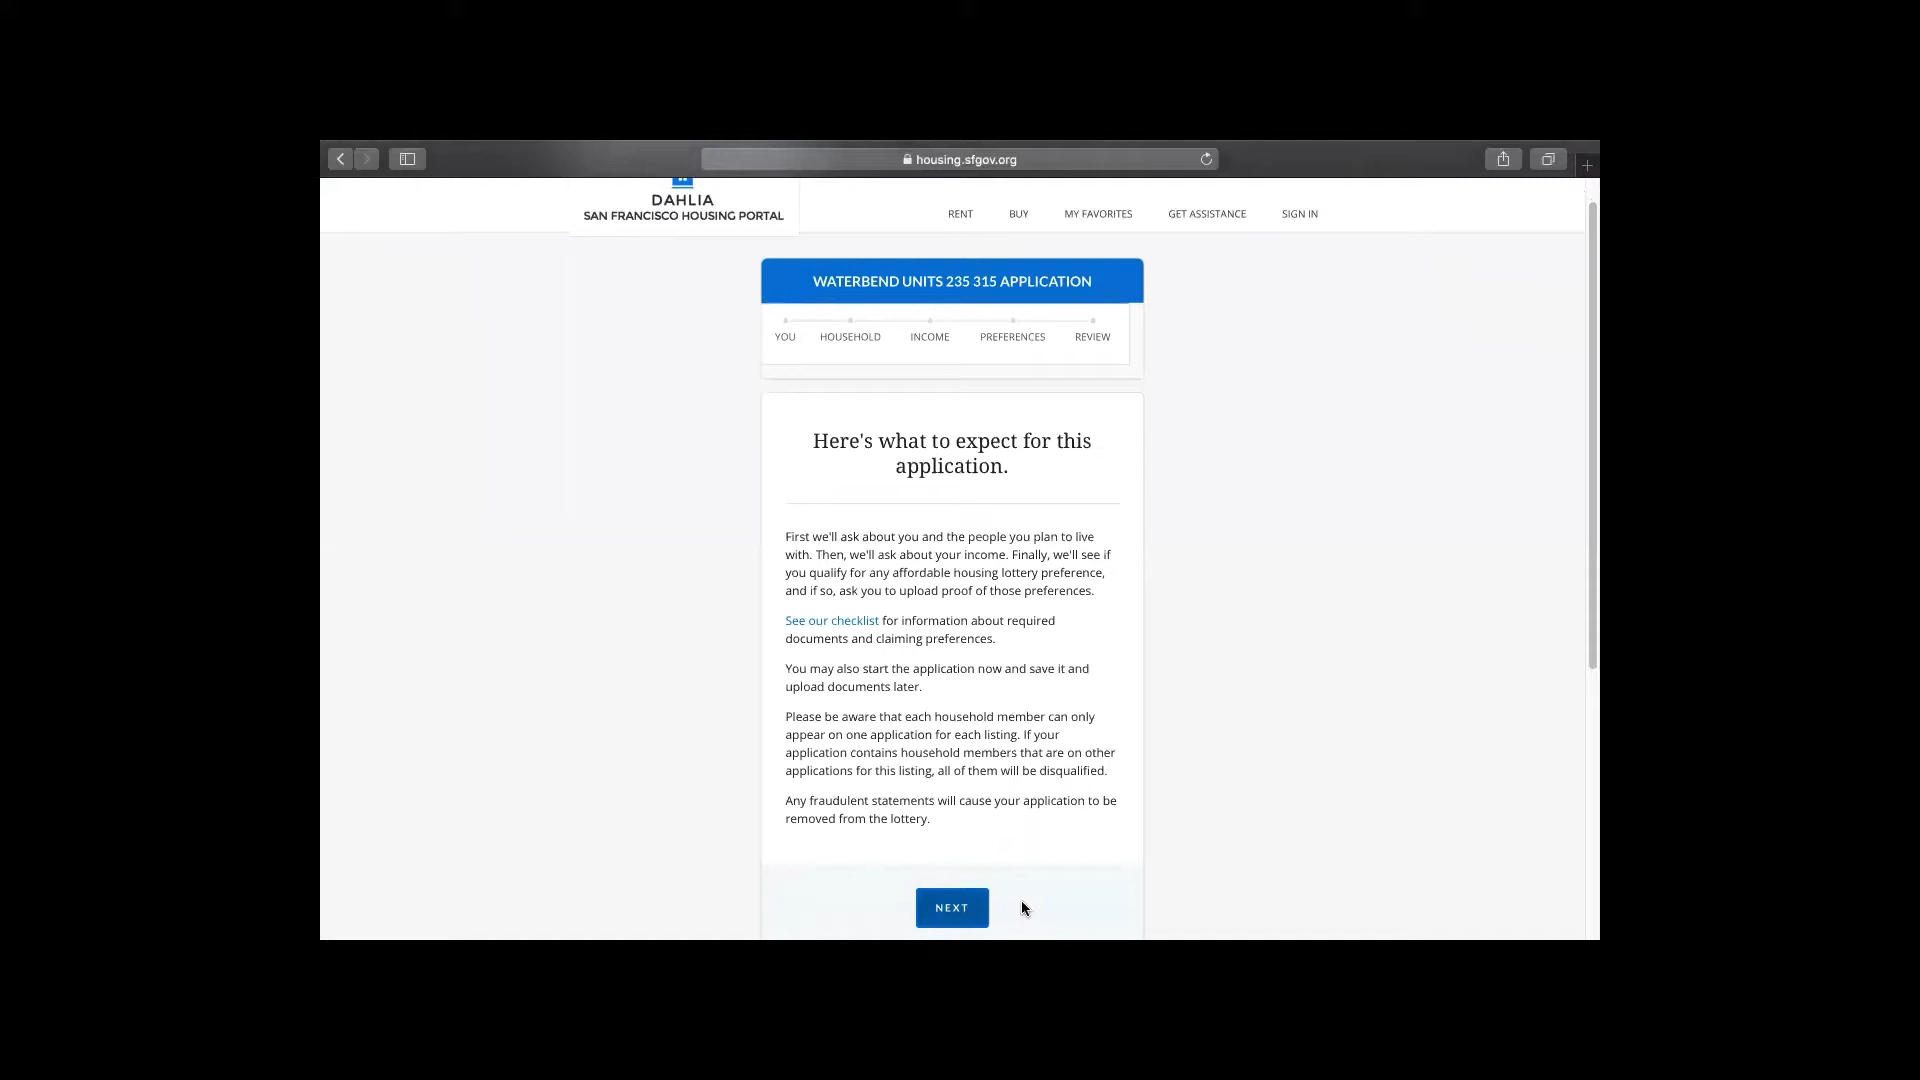 housing.sfgov.org
DAHLIA
SAN FRANCISCO HOUSING PORTAL
RENT BUY MY FAVORITES GET ASSISTANCE SIGN IN
WATERBEND UNITS 235 315 APPLICATION
YOU HOUSEHOLD INCOME PREFERENCES REVIEW
Here's what to expect for this
application.
First we'll ask about you and the people you plan to live
with. Then, we'll ask about your income. Finally, we'll see if
you qualify for any affordable housing lottery preference,
and if so, ask you to upload proof of those preferences.
See our checklist for information about required
documents and claiming preferences.
You may also start the application now and save it and
upload documents later.
Please be aware that each household member can only
appear on one application for each listing. If your
application contains household members that are on other
applications for this listing, all of them will be disqualified.
Any fraudulent statements will cause your application to be
removed from the lottery.
NEXT